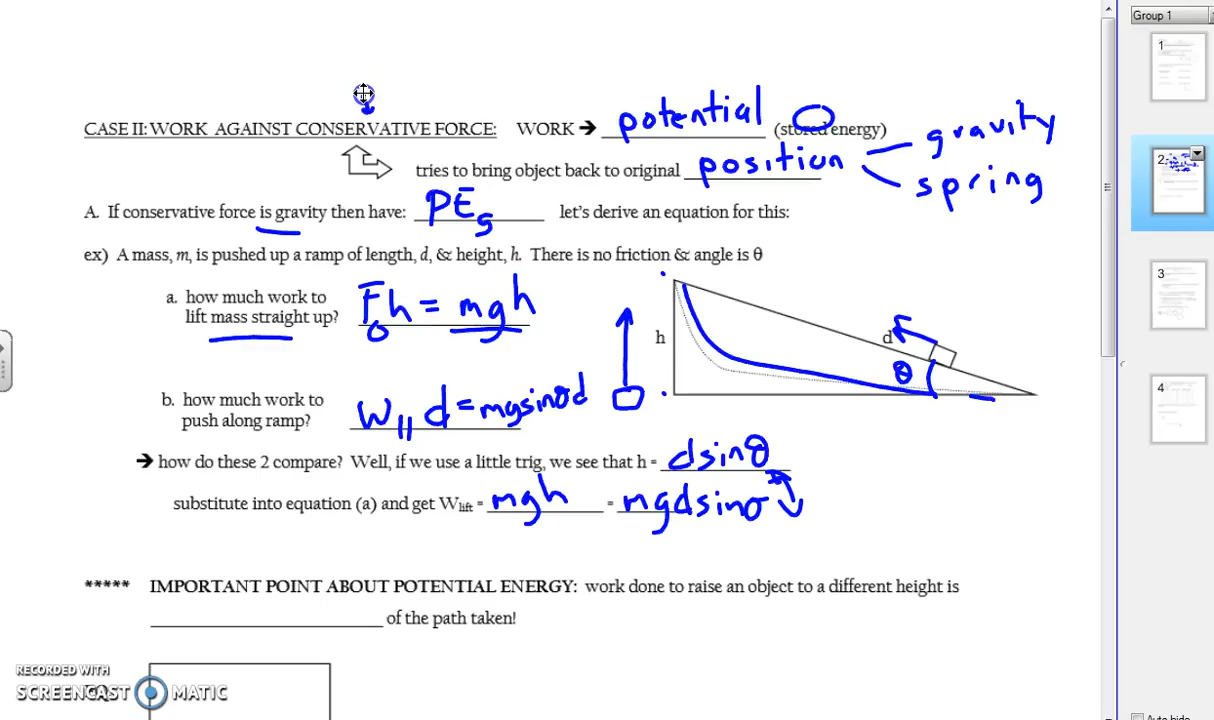 Group 1
1
CASE II: WORK AGAINST CONSERVATIVE FORCE: WORK → potential (stored energy)
gravity
tries to bring object back to original position
spring
A. If conservative force is gravity then have: PEg let's derive an equation for this:
ex) A mass, m, is pushed up a ramp of length, d, & height, h. There is no friction & angle is θ
a. how much work to
lift mass straight up? Fh = mgh
h
d
θ
b. how much work to
push along ramp? W|| d = mgsinθd
→ how do these 2 compare? Well, if we use a little trig, we see that h = dsinθ
substitute into equation (a) and get Wlift = mgh = mgdsinθ
***** IMPORTANT POINT ABOUT POTENTIAL ENERGY: work done to raise an object to a different height is
of the path taken!
2
3
4
RECORDED WITH
SCREENCAST MATIC
Auto hide